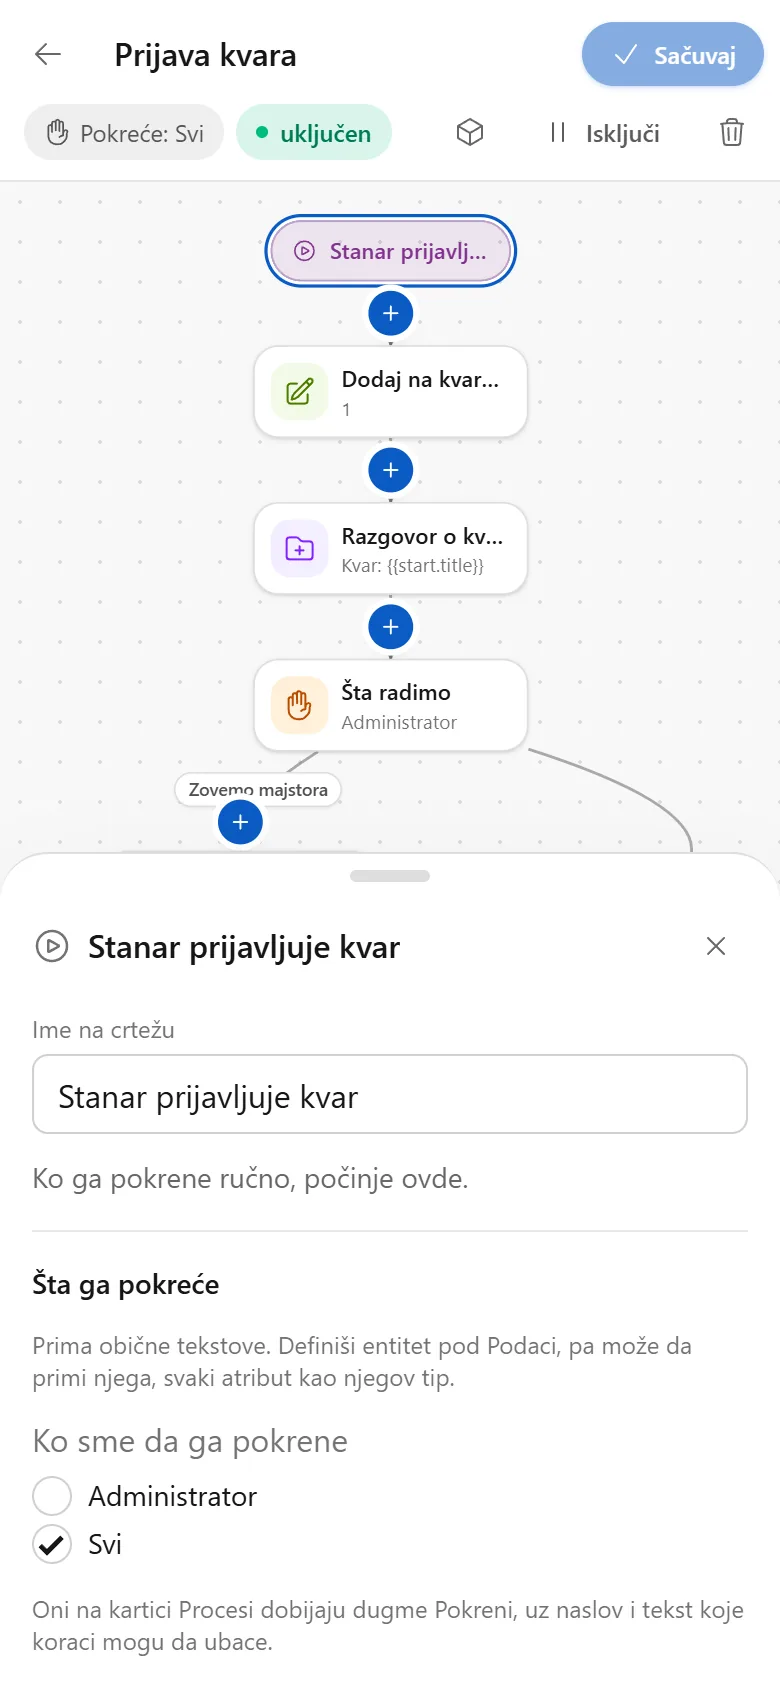 Prijava kvara
Sačuvaj
Pokreće: Svi
uključen
Isključi
Stanar prijavlj...
Dodaj na kvar...
1
Razgovor o kv...
Kvar: {{start.title}}
Šta radimo
Administrator
Zovemo majstora
Stanar prijavljuje kvar
Ime na crtežu
Stanar prijavljuje kvar
Ko ga pokrene ručno, počinje ovde.
Šta ga pokreće
Prima obične tekstove. Definiši entitet pod Podaci, pa može da
primi njega, svaki atribut kao njegov tip.
Ko sme da ga pokrene
Administrator
Svi
Oni na kartici Procesi dobijaju dugme Pokreni, uz naslov i tekst koje
koraci mogu da ubace.